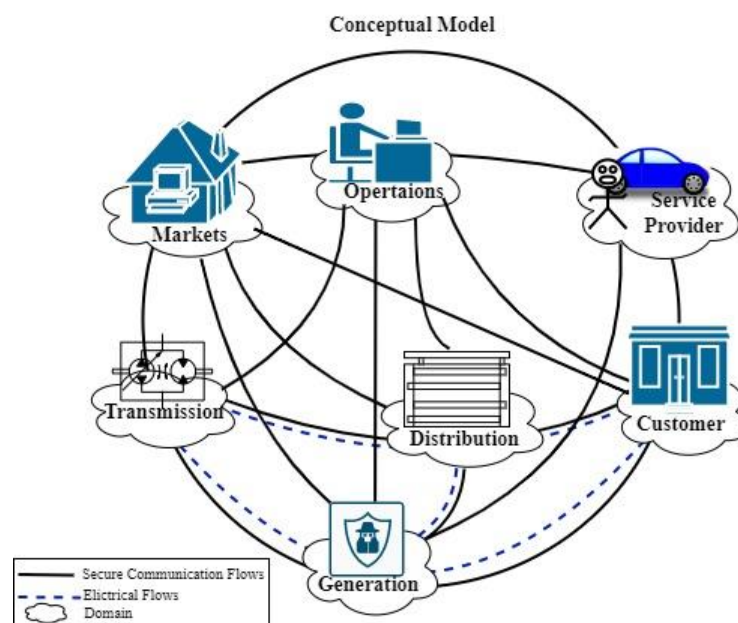 Conceptual Model
Opertaions
Service
Provider
Markets
Transmission
Distribution
Customer
Generation
Secure Communication Flows
Elictrical Flows
Domain